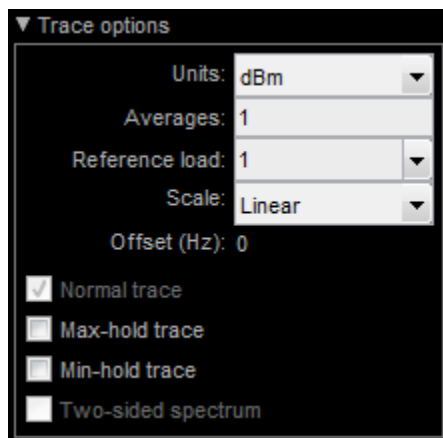 Trace options
Units: dBm
Averages: 1
Reference load: 1
Scale: Linear
Offset (Hz): 0
Normal trace
Max-hold trace
Min-hold trace
Two-sided spectrum